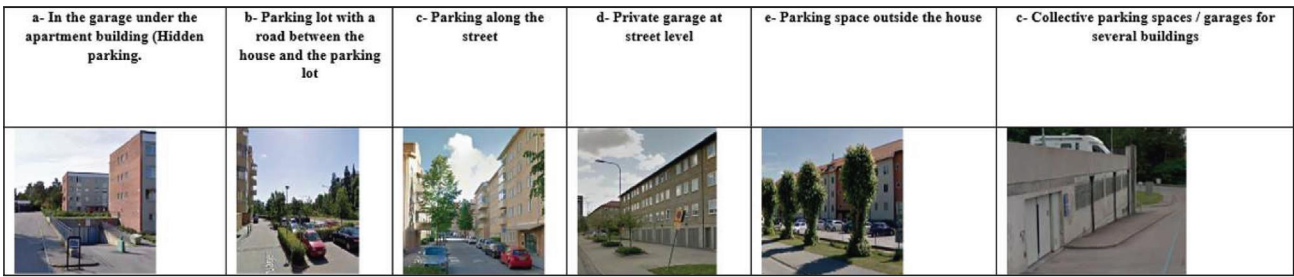 a- In the garage under the
apartment building (Hidden
parking.
b- Parking lot with a
road between the
house and the parking
lot
c- Parking along the
street
d- Private garage at
street level
e- Parking space outside the house
c- Collective parking spaces / garages for
several buildings